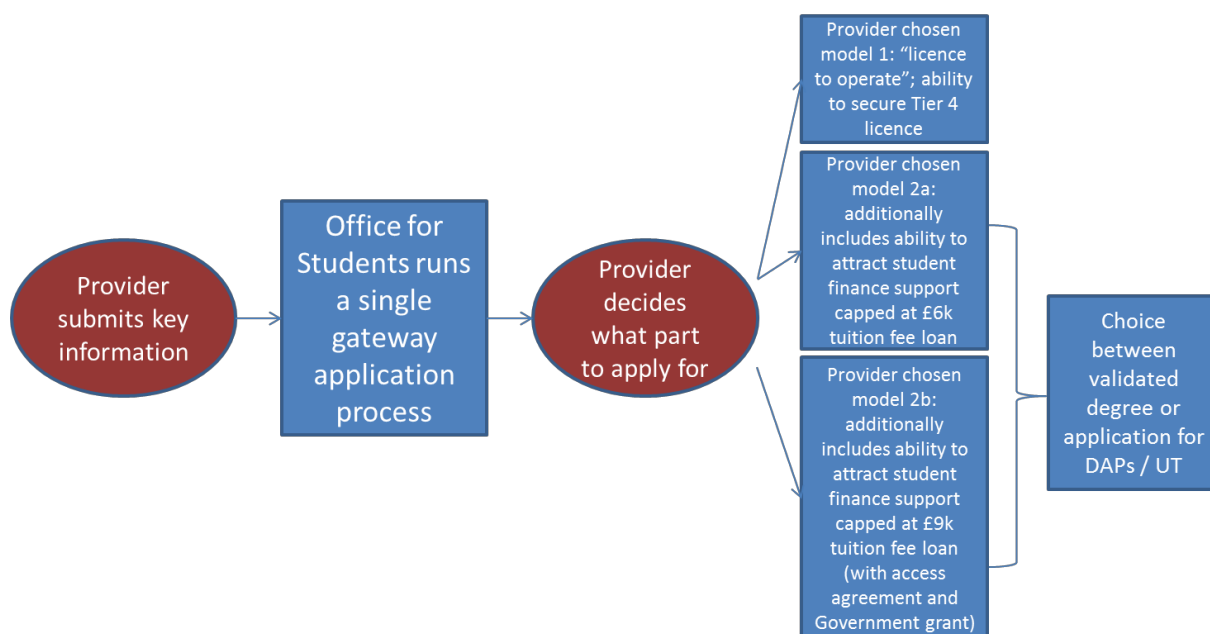 Provider
submits key
information
Office for
Students runs
a single
gateway
application
process
Provider
decides
what part
to apply for
Provider chosen
model 1: “licence
to operate”; ability
to secure Tier 4
licence
Provider chosen
model 2a:
additionally
includes ability to
attract student
finance support
capped at £6k
tuition fee loan
Provider chosen
model 2b:
additionally
includes ability to
attract student
finance support
capped at £9k
tuition fee loan
(with access
agreement and
Government grant)
Choice
between
validated
degree or
application for
DAPs / UT